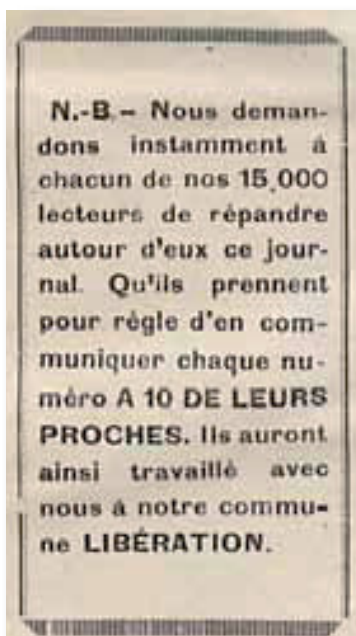 N.-B.– Nous deman-
dons instamment à
chacun de nos 15,000
lecteurs de répandre
autour d'eux ce jour-
nal. Qu'ils prennent
pour règle d'en com-
muniquer chaque nu-
méro A 10 DE LEURS
PROCHES. Ils auront
ainsi travaillé avec
nous à notre commu-
ne LIBÉRATION.